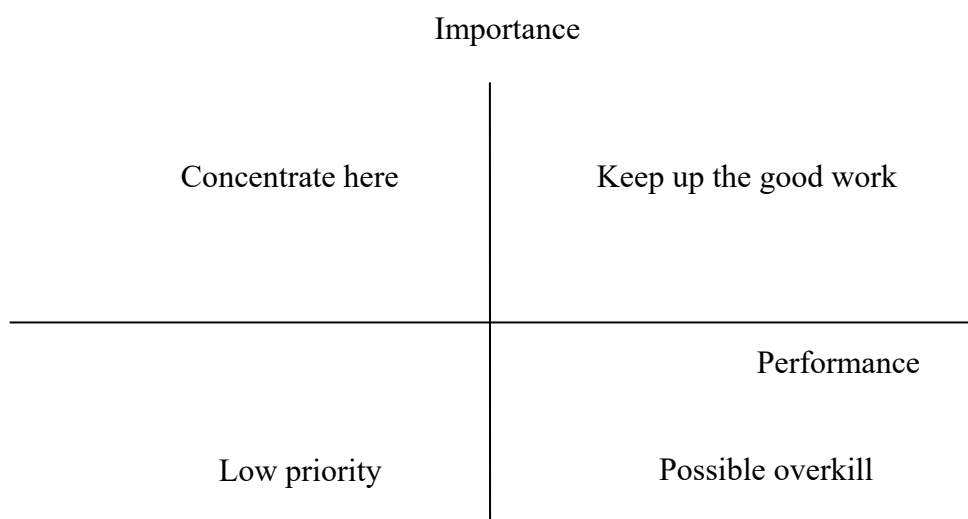 Importance
Concentrate here
Keep up the good work
Performance
Low priority
Possible overkill